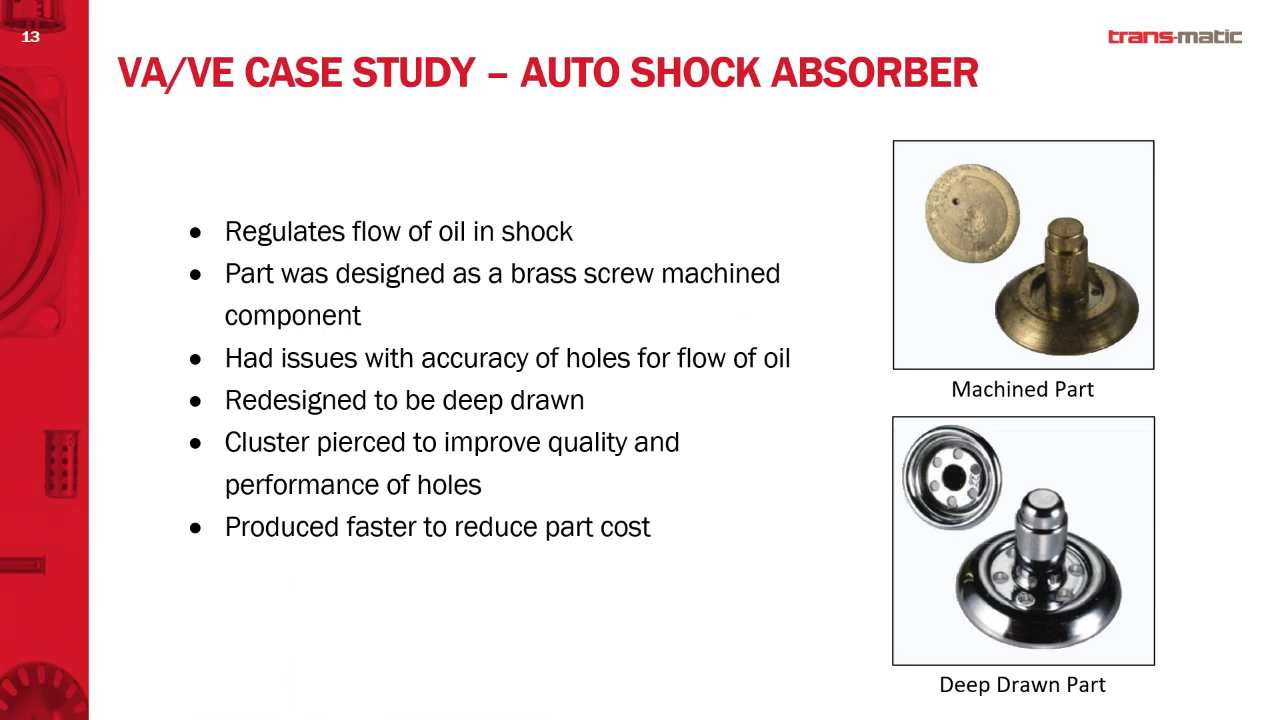 13
trans-matic
VA/VE CASE STUDY – AUTO SHOCK ABSORBER
• Regulates flow of oil in shock
• Part was designed as a brass screw machined
component
• Had issues with accuracy of holes for flow of oil
• Redesigned to be deep drawn
• Cluster pierced to improve quality and
performance of holes
• Produced faster to reduce part cost
Machined Part
Deep Drawn Part